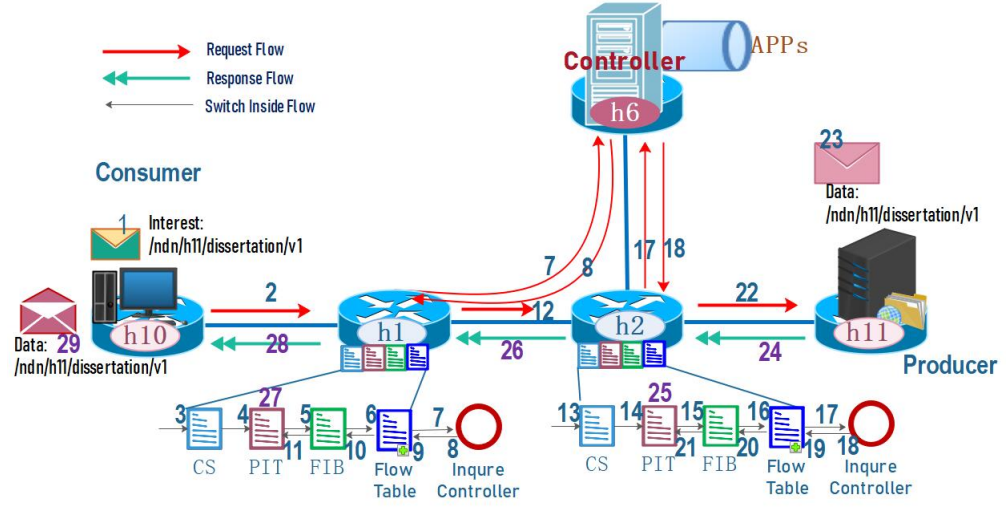 Request Flow
Response Flow
Switch Inside Flow
APPs
Controller
h6
23
Data:
/ndn/h11/dissertation/v1
Consumer
1
Interest:
/ndn/h11/dissertation/v1
2
7
8
17
18
22
12
h10
h1
h2
h11
29
Data:
/ndn/h11/dissertation/v1
28
26
24
Producer
27
25
3
4
5
6
7
8
9
10
11
CS
PIT
FIB
Flow
Table
Inqure
Controller
13
14
15
16
17
18
19
20
21
CS
PIT
FIB
Flow
Table
Inqure
Controller